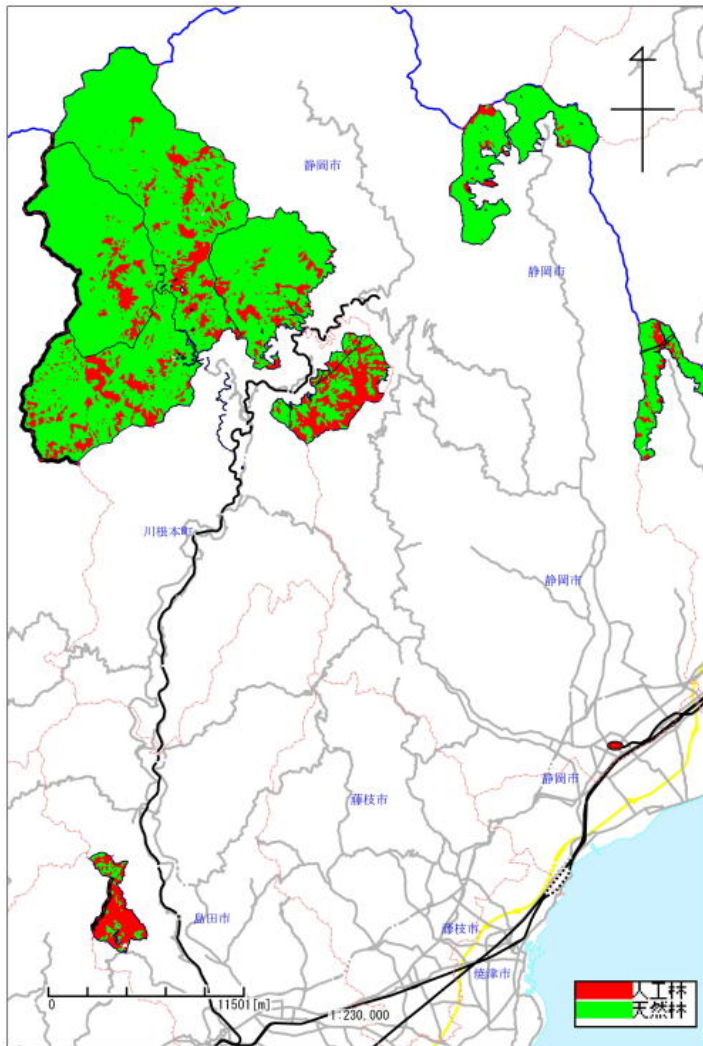 静岡市
静岡市
川根本町
静岡市
静岡市
藤枝市
島田市
藤枝市
焼津市
0 11501[m]
1:230,000
人工林
天然林